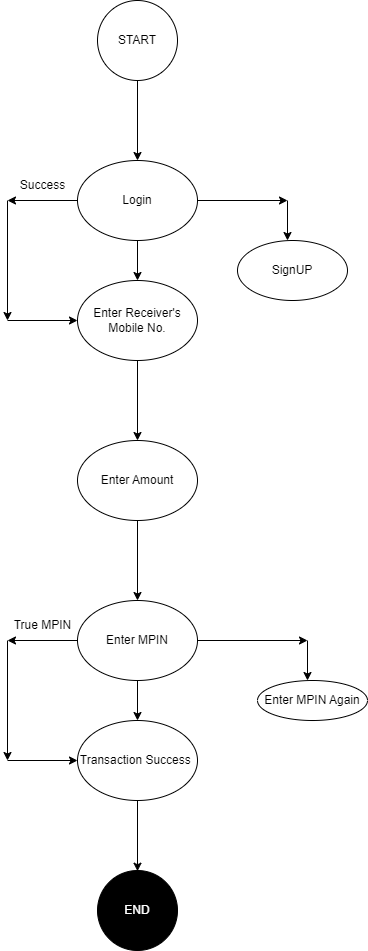 START
Success
Login
SignUP
Enter Receiver's
Mobile No.
Enter Amount
True MPIN
Enter MPIN
Enter MPIN Again
Transaction Success
END